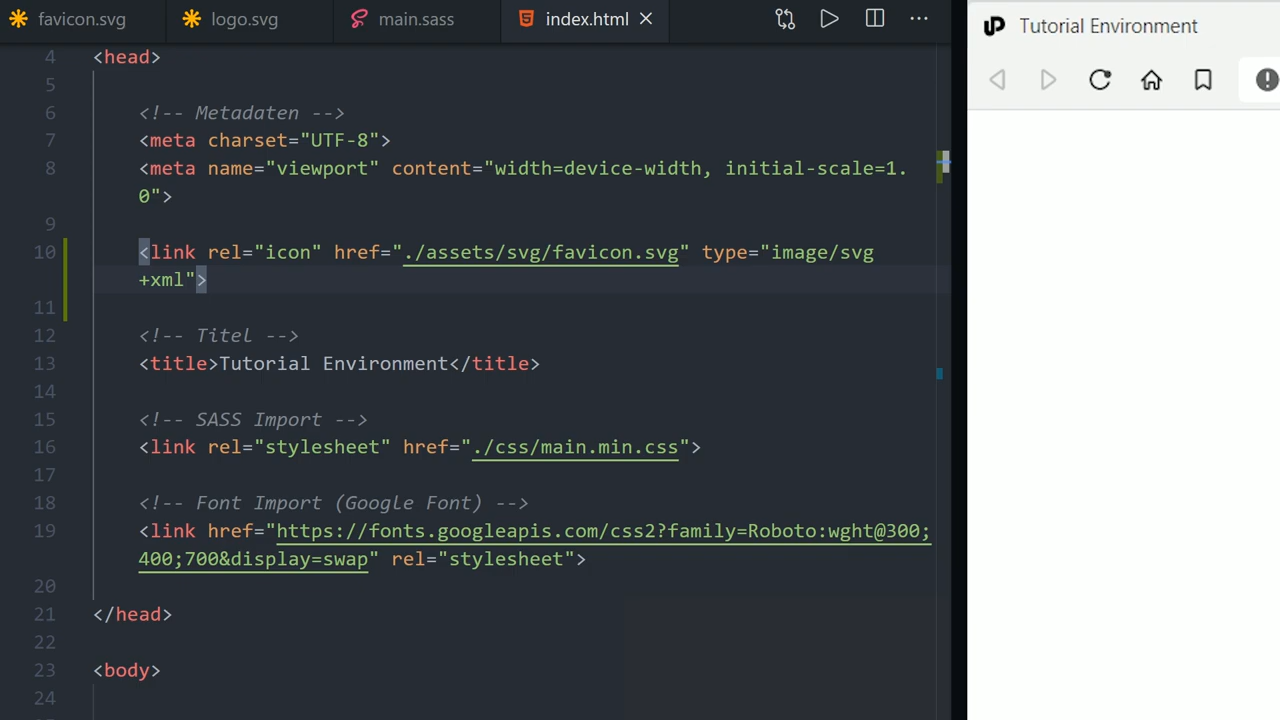 favicon.svg
logo.svg
main.sass
index.html
Tutorial Environment
4 <head>
5
6 <!-- Metadaten -->
7 <meta charset="UTF-8">
8 <meta name="viewport" content="width=device-width, initial-scale=1.
0">
9
10 <link rel="icon" href="./assets/svg/favicon.svg" type="image/svg
+xml">
11
12 <!-- Titel -->
13 <title>Tutorial Environment</title>
14
15 <!-- SASS Import -->
16 <link rel="stylesheet" href="./css/main.min.css">
17
18 <!-- Font Import (Google Font) -->
19 <link href="https://fonts.googleapis.com/css2?family=Roboto:wght@300;
400;700&display=swap" rel="stylesheet">
20
21 </head>
22
23 <body>
24